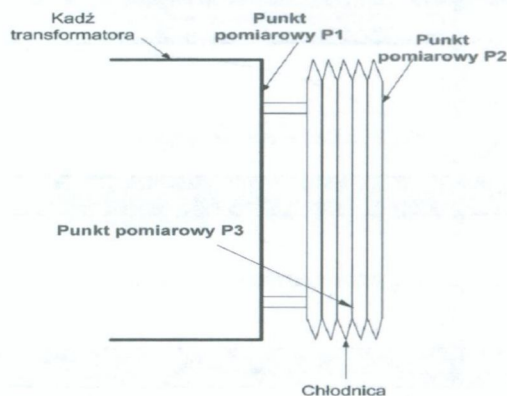 Kadź
transformatora
Punkt
pomiarowy P1
Punkt
pomiarowy P2
Punkt pomiarowy P3
Chłodnica